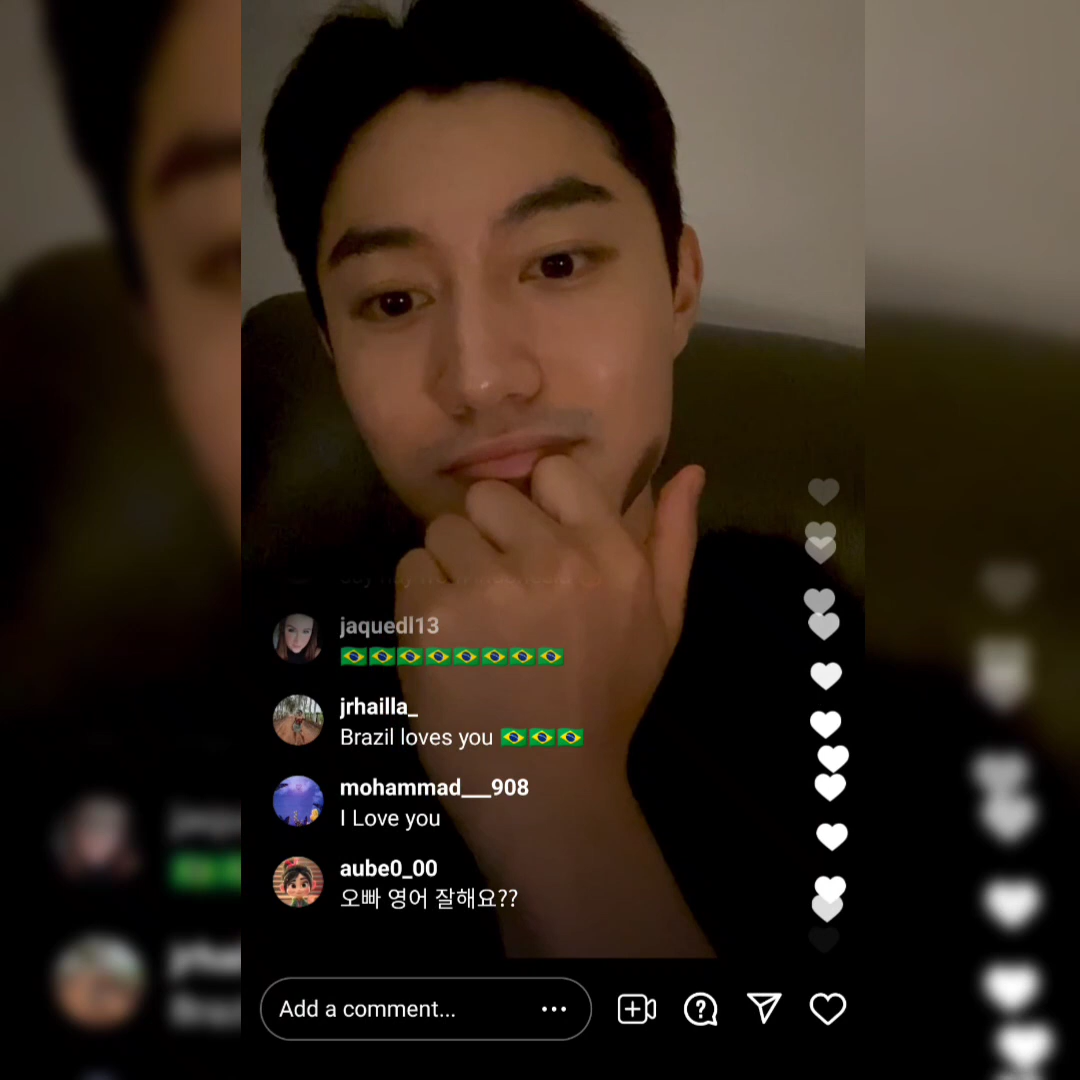 jaquedl13
🇧🇷🇧🇷🇧🇷🇧🇷🇧🇷🇧🇷🇧🇷🇧🇷
jrhailla_
Brazil loves you 🇧🇷🇧🇷🇧🇷
mohammad___908
I Love you
aube0_00
오빠 영어 잘해요??
Add a comment...